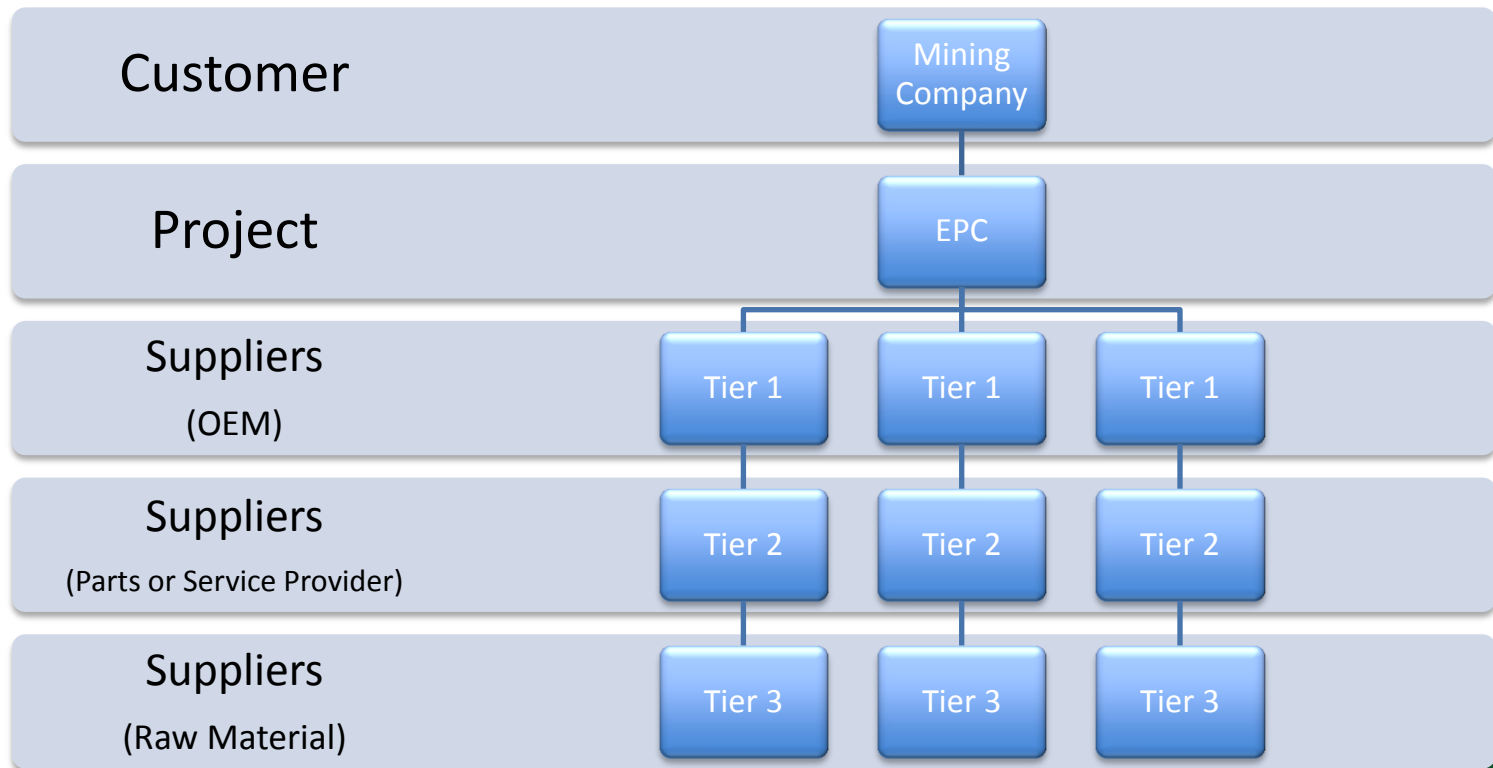 Customer
Mining
Company
Project
EPC
Suppliers
(OEM)
Tier 1
Tier 1
Tier 1
Suppliers
(Parts or Service Provider)
Tier 2
Tier 2
Tier 2
Suppliers
(Raw Material)
Tier 3
Tier 3
Tier 3